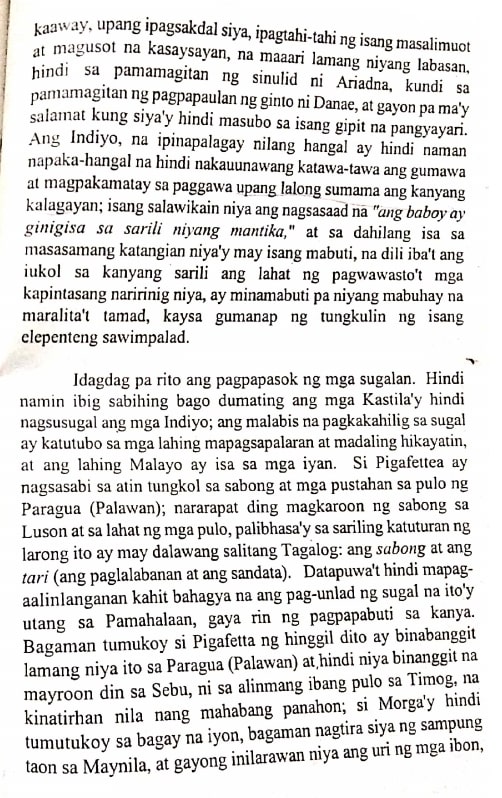 kaaway, upang ipagsakdal siya, ipagtahi-tahi ng isang masalimuot
at magusot na kasaysayan, na maaari lamang niyang labasan,
hindi sa pamamagitan ng sinulid ni Ariadna, kundi sa
pamamagitan ng pagpapaulan ng ginto ni Danae, at gayon pa ma'y
salamat kung siya'y hindi masubo sa isang gipit na pangyayari.
Ang Indiyo, na ipinapalagay nilang hangal ay hindi naman
napaka-hangal na hindi nakauunawang katawa-tawa ang gumawa
at magpakamatay sa paggawa upang lalong sumama ang kanyang
kalagayan; isang salawikain niya ang nagsasaad na "ang baboy ay
ginigisa sa sarili niyang mantika," at sa dahilang isa sa
masasamang katangian niya'y may isang mabuti, na dili iba't ang
iukol sa kanyang sarili ang lahat ng pagwawasto't mga
kapintasang naririnig niya, ay minamabuti pa niyang mabuhay na
maralita't tamad, kaysa gumanap ng tungkulin ng isang
elepenteng sawimpalad.
Idagdag pa rito ang pagpapasok ng mga sugalan. Hindi
namin ibig sabihing bago dumating ang mga Kastila'y hindi
nagsusugal ang mga Indiyo; ang malabis na pagkakahilig sa sugal
ay katutubo sa mga lahing mapagsapalaran at madaling hikayatin,
at ang lahing Malayo ay isa sa mga iyan. Si Pigafettea ay
nagsasabi sa atin tungkol sa sabong at mga pustahan sa pulo ng
Paragua (Palawan); nararapat ding magkaroon ng sabong sa
Luson at sa lahat ng mga pulo, palibhasa'y sa sariling katuturan ng
larong ito ay may dalawang salitang Tagalog: ang sabong at ang
tari (ang paglalabanan at ang sandata). Datapuwa't hindi mapag-
aalinlanganan kahit bahagya na ang pag-unlad ng sugal na ito'y
utang sa Pamahalaan, gaya rin ng pagpapabuti sa kanya.
Bagaman tumukoy si Pigafetta ng hinggil dito ay binabanggit
lamang niya ito sa Paragua (Palawan) at hindi niya binanggit na
mayroon din sa Sebu, ni sa alinmang ibang pulo sa Timog, na
kinatirhan nila nang mahabang panahon; si Morga'y hindi
tumutukoy sa bagay na iyon, bagaman nagtira siya ng sampung
taon sa Maynila, at gayong inilarawan niya ang uri ng mga ibon,